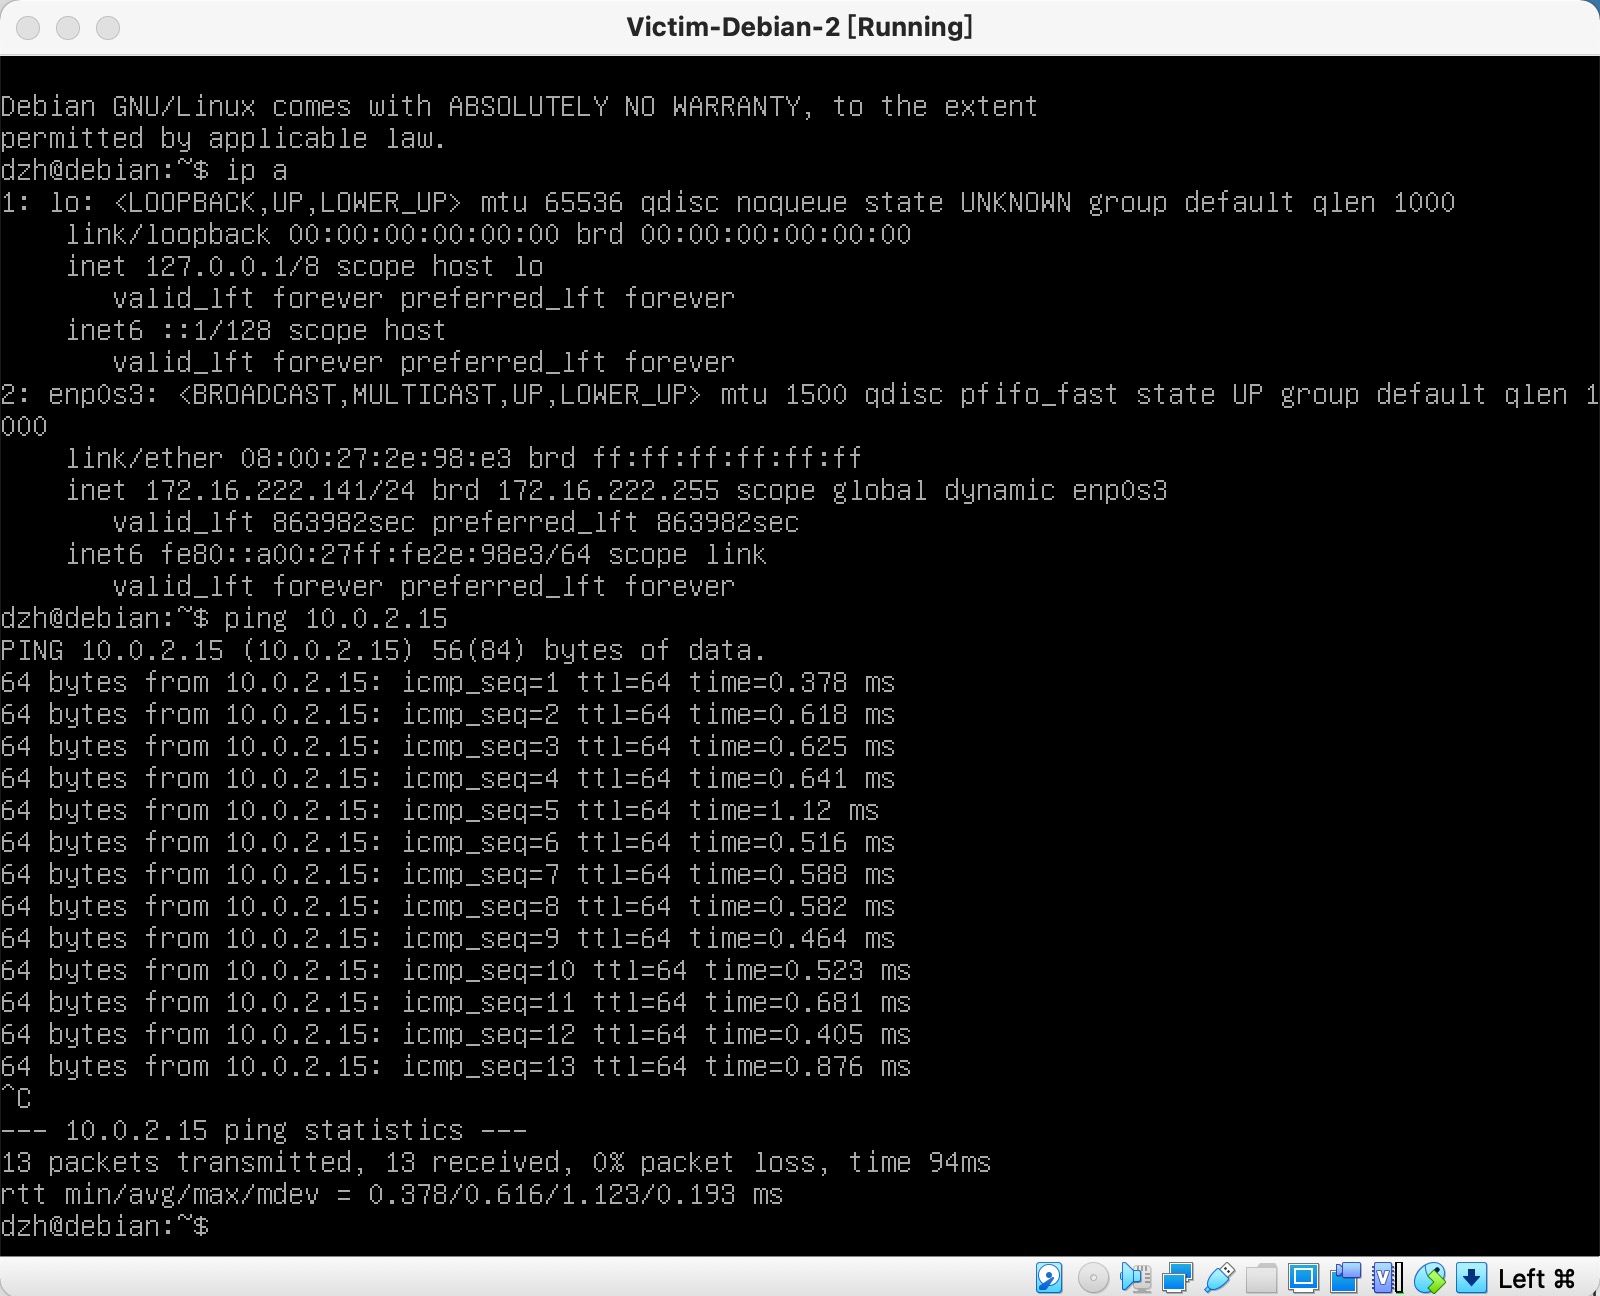 Victim-Debian-2 [Running]
Debian GNU/Linux comes with ABSOLUTELY NO WARRANTY, to the extent
permitted by applicable law.
dzh@debian:~$ ip a
1: lo: <LOOPBACK,UP,LOWER_UP> mtu 65536 qdisc noqueue state UNKNOWN group default qlen 1000
    link/loopback 00:00:00:00:00:00 brd 00:00:00:00:00:00
    inet 127.0.0.1/8 scope host lo
       valid_lft forever preferred_lft forever
    inet6 ::1/128 scope host
       valid_lft forever preferred_lft forever
2: enp0s3: <BROADCAST,MULTICAST,UP,LOWER_UP> mtu 1500 qdisc pfifo_fast state UP group default qlen 1
000
    link/ether 08:00:27:2e:98:e3 brd ff:ff:ff:ff:ff:ff
    inet 172.16.222.141/24 brd 172.16.222.255 scope global dynamic enp0s3
       valid_lft 863982sec preferred_lft 863982sec
    inet6 fe80::a00:27ff:fe2e:98e3/64 scope link
       valid_lft forever preferred_lft forever
dzh@debian:~$ ping 10.0.2.15
PING 10.0.2.15 (10.0.2.15) 56(84) bytes of data.
64 bytes from 10.0.2.15: icmp_seq=1 ttl=64 time=0.378 ms
64 bytes from 10.0.2.15: icmp_seq=2 ttl=64 time=0.618 ms
64 bytes from 10.0.2.15: icmp_seq=3 ttl=64 time=0.625 ms
64 bytes from 10.0.2.15: icmp_seq=4 ttl=64 time=0.641 ms
64 bytes from 10.0.2.15: icmp_seq=5 ttl=64 time=1.12 ms
64 bytes from 10.0.2.15: icmp_seq=6 ttl=64 time=0.516 ms
64 bytes from 10.0.2.15: icmp_seq=7 ttl=64 time=0.588 ms
64 bytes from 10.0.2.15: icmp_seq=8 ttl=64 time=0.582 ms
64 bytes from 10.0.2.15: icmp_seq=9 ttl=64 time=0.464 ms
64 bytes from 10.0.2.15: icmp_seq=10 ttl=64 time=0.523 ms
64 bytes from 10.0.2.15: icmp_seq=11 ttl=64 time=0.681 ms
64 bytes from 10.0.2.15: icmp_seq=12 ttl=64 time=0.405 ms
64 bytes from 10.0.2.15: icmp_seq=13 ttl=64 time=0.876 ms
^C
--- 10.0.2.15 ping statistics ---
13 packets transmitted, 13 received, 0% packet loss, time 94ms
rtt min/avg/max/mdev = 0.378/0.616/1.123/0.193 ms
dzh@debian:~$
Left ⌘